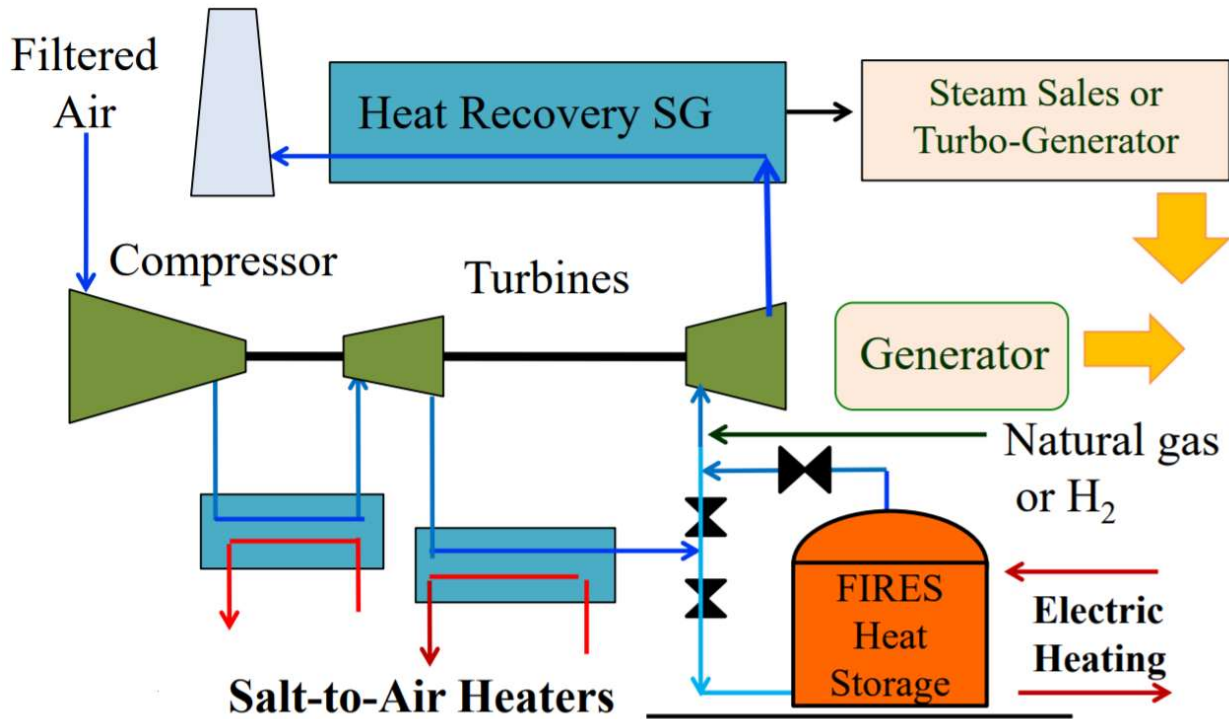 Filtered
Air
Heat Recovery SG
Steam Sales or
Turbo-Generator
Compressor
Turbines
Generator
Natural gas
or H₂
FIRES
Heat
Storage
Electric
Heating
Salt-to-Air Heaters